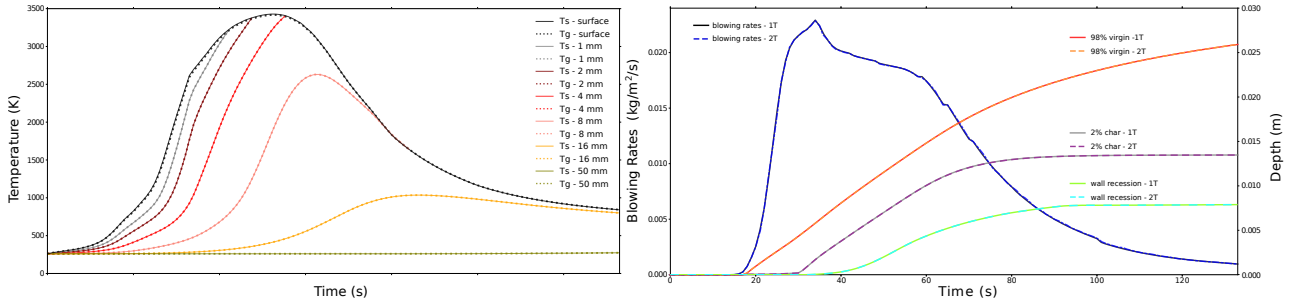 3500
3000
2500
2000
1500
1000
500
0
Temperature (K)
Time (s)
Ts - surface
Tg - surface
Ts - 1 mm
Tg - 1 mm
Ts - 2 mm
Tg - 2 mm
Ts - 4 mm
Tg - 4 mm
Ts - 8 mm
Tg - 8 mm
Ts - 16 mm
Tg - 16 mm
Ts - 50 mm
Tg - 50 mm
0.020
0.015
0.010
0.005
0.000
Blowing Rates (kg/m²/s)
blowing rates - 1T
blowing rates - 2T
98% virgin -1T
98% virgin - 2T
2% char - 1T
2% char - 2T
wall recession - 1T
wall recession - 2T
0 20 40 60 80 100 120
Time (s)
0.030
0.025
0.020
0.015
0.010
0.005
0.000
Depth (m)